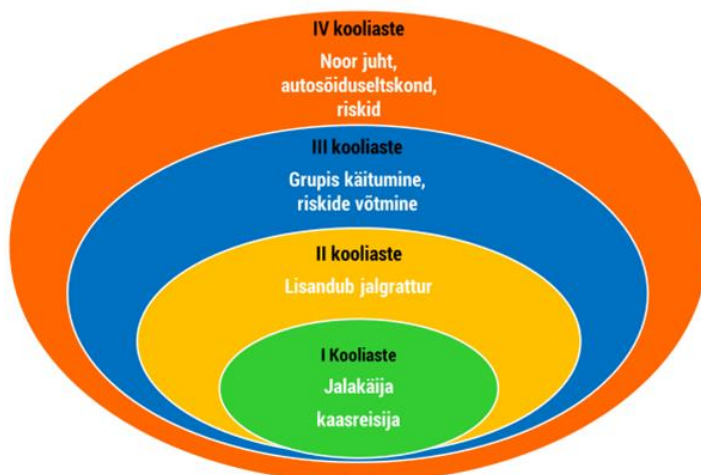 IV kooliaste
Noor juht,
autosõiduseltskond,
riskid
III kooliaste
Grupis käitumine,
riskide võtmine
II kooliaste
Lisandub jalgrattur
I Kooliaste
Jalakäija
kaasreisija